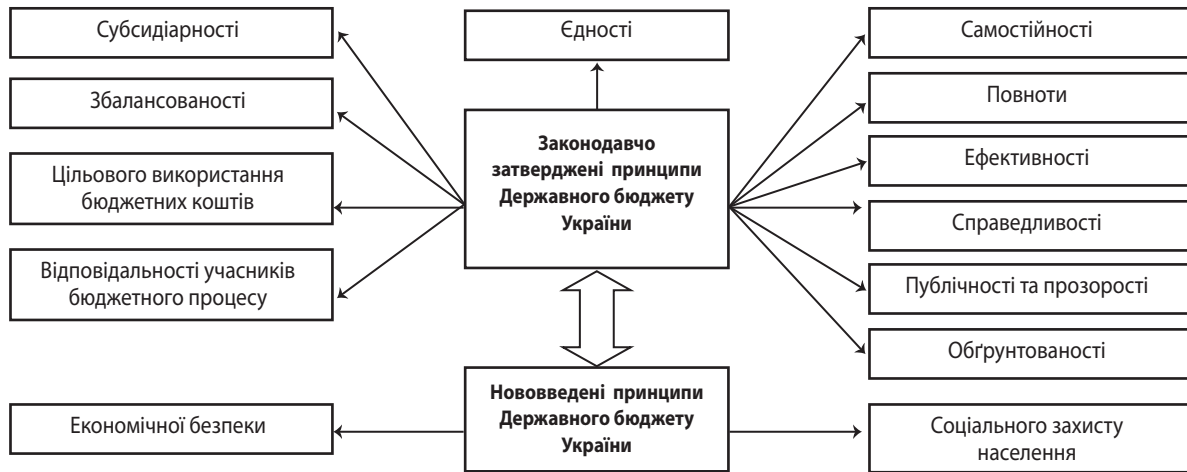 Субсидіарності
Збалансованості
Цільового використання
бюджетних коштів
Відповідальності учасників
бюджетного процесу
Економічної безпеки
Єдності
Законодавчо
затверджені принципи
Державного бюджету
України
Нововведені принципи
Державного бюджету
України
Самостійності
Повноти
Ефективності
Справедливості
Публічності та прозорості
Обґрунтованості
Соціального захисту
населення